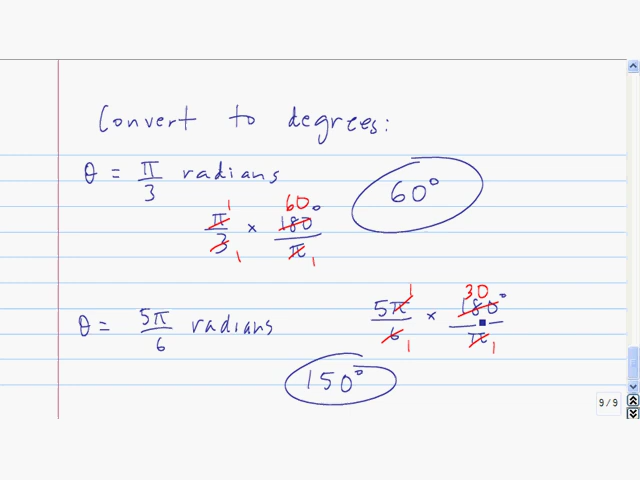 Convert to degrees:
θ = π/3 radians
π/3 × 180°/π
1 60 1 1
60°
θ = 5π/6 radians
5π/6 × 180°/π
1 30 1 1
150°
9/9